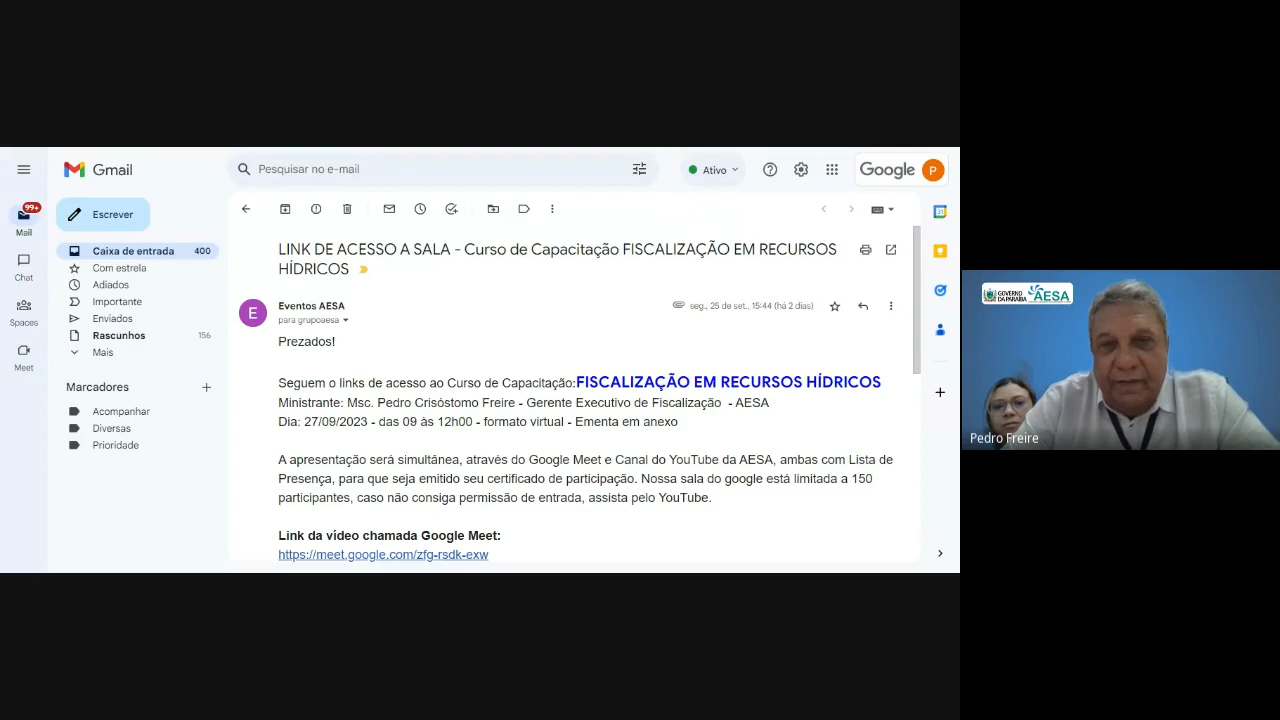 Gmail
Pesquisar no e-mail
Ativo
Google
P
99+
Mail
Chat
Spaces
Meet
Escrever
Caixa de entrada 400
Com estrela
Adiados
Importante
Enviados
Rascunhos 156
Mais
Marcadores
Acompanhar
Diversas
Prioridade
LINK DE ACESSO A SALA - Curso de Capacitação FISCALIZAÇÃO EM RECURSOS
HÍDRICOS
E
Eventos AESA
seg., 25 de set., 15:44 (há 2 dias)
para grupoaesa
Prezados!
Seguem o links de acesso ao Curso de Capacitação:FISCALIZAÇÃO EM RECURSOS HÍDRICOS
Ministrante: Msc. Pedro Crisóstomo Freire - Gerente Executivo de Fiscalização - AESA
Dia: 27/09/2023 - das 09 às 12h00 - formato virtual - Ementa em anexo
A apresentação será simultânea, através do Google Meet e Canal do YouTube da AESA, ambas com Lista de
Presença, para que seja emitido seu certificado de participação. Nossa sala do google está limitada a 150
participantes, caso não consiga permissão de entrada, assista pelo YouTube.
Link da vídeo chamada Google Meet:
https://meet.google.com/zfg-rsdk-exw
31
GOVERNO
DA PARAÍBA
AESA
Pedro Freire